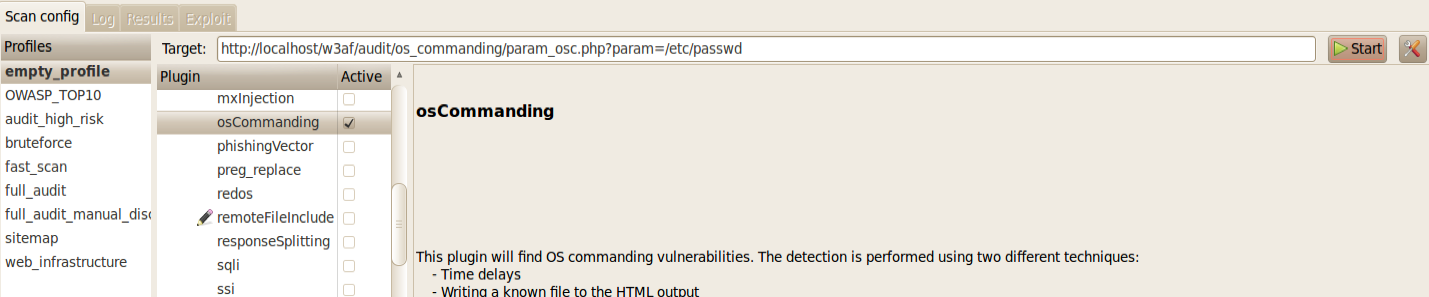 Scan config Log Results Exploit
Profiles
empty_profile
OWASP_TOP10
audit_high_risk
bruteforce
fast_scan
full_audit
full_audit_manual_disc
sitemap
web_infrastructure
Target: http://localhost/w3af/audit/os_commanding/param_osc.php?param=/etc/passwd Start
Plugin Active
mxInjection
osCommanding
phishingVector
preg_replace
redos
remoteFileInclude
responseSplitting
sqli
ssi
osCommanding
This plugin will find OS commanding vulnerabilities. The detection is performed using two different techniques:
- Time delays
- Writing a known file to the HTML output